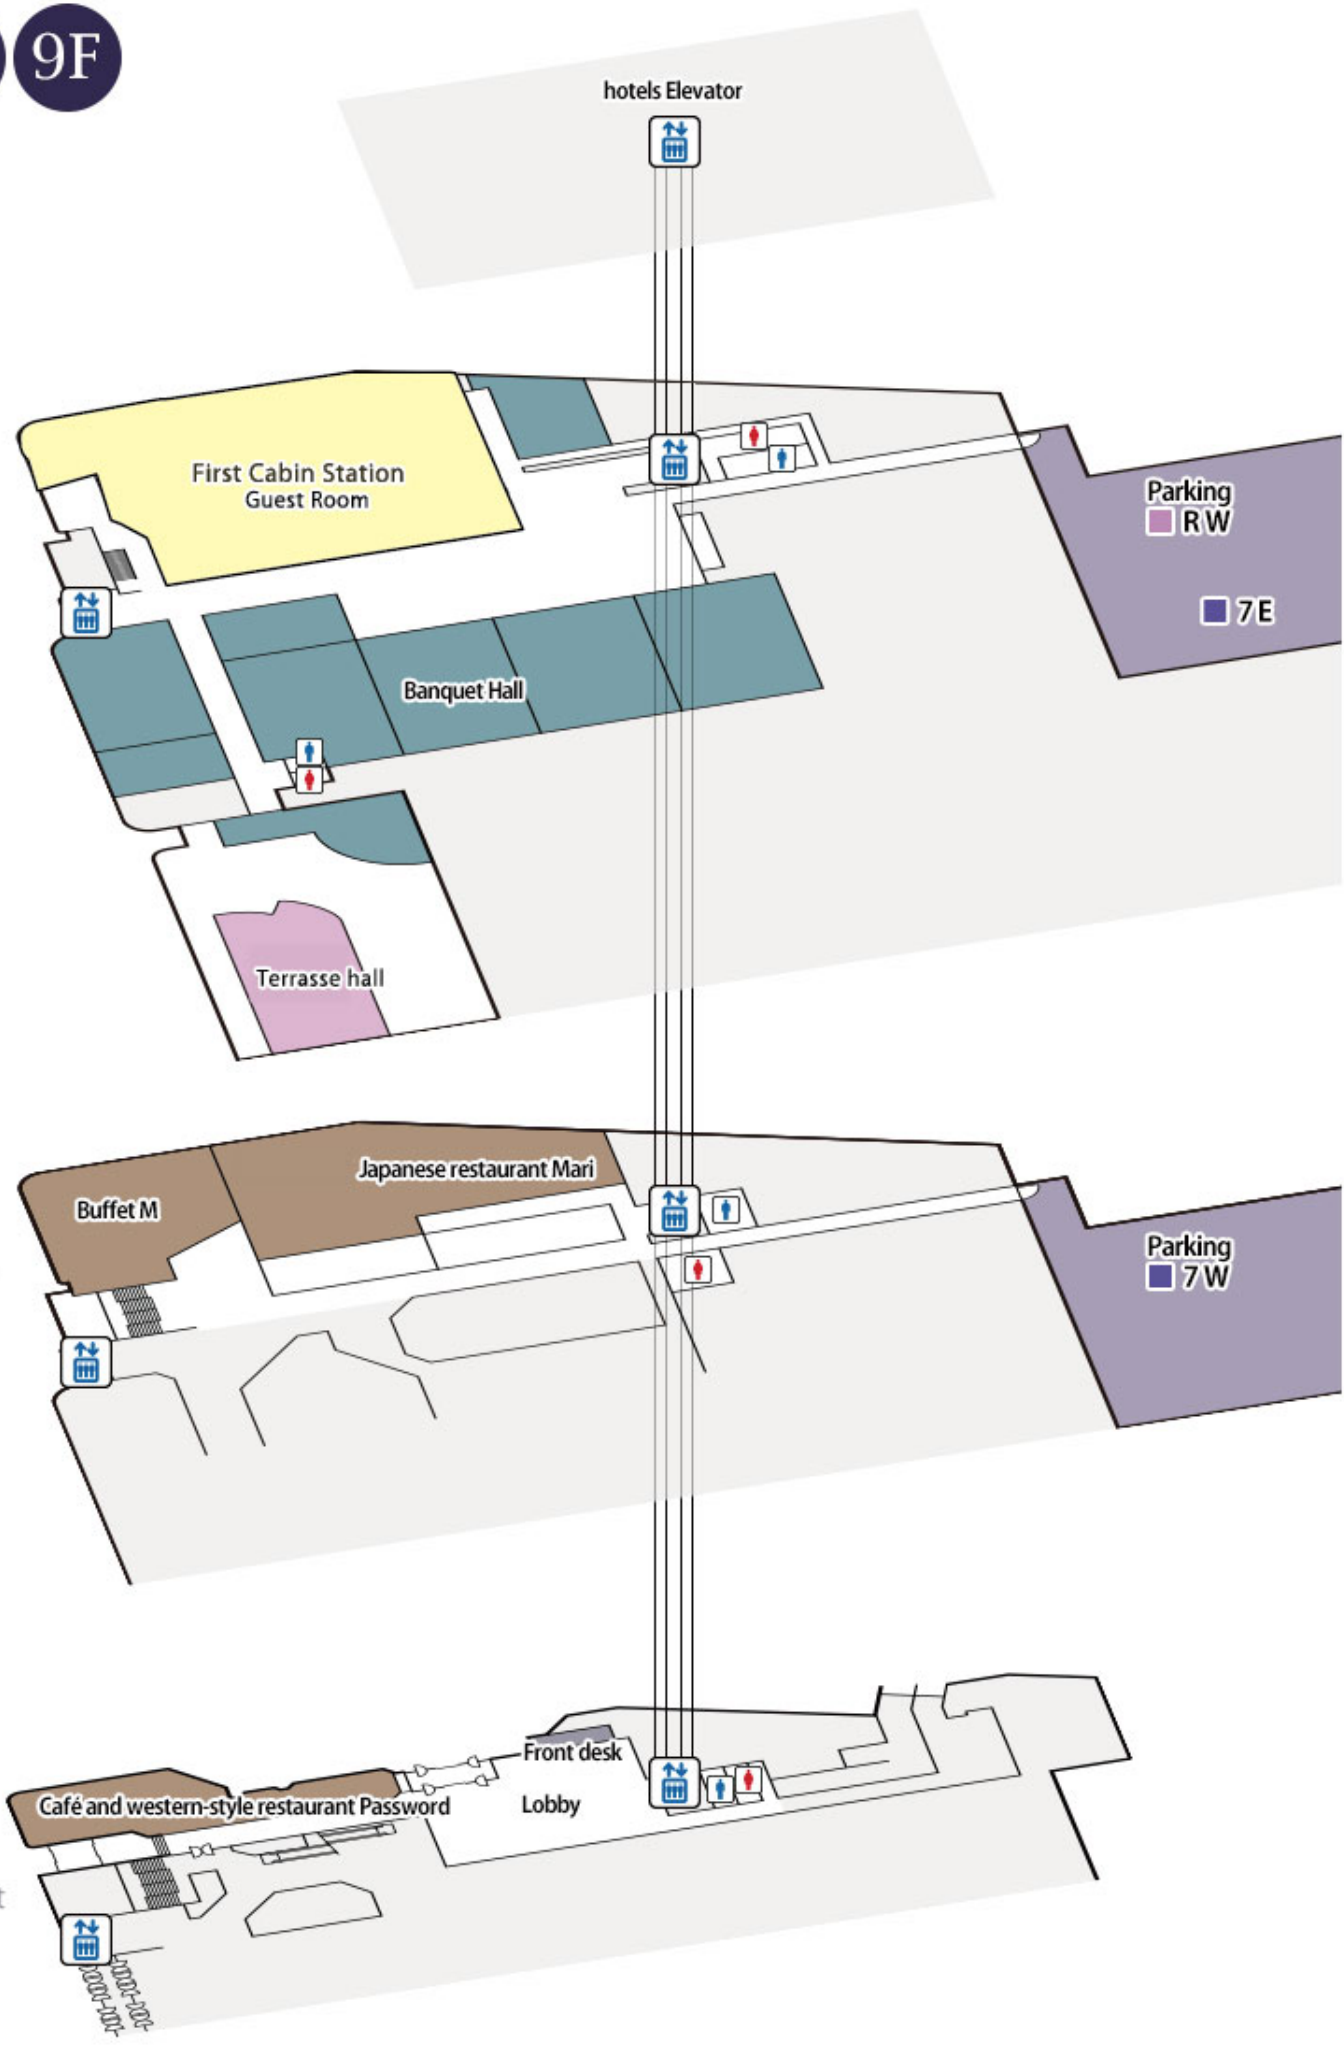 9F
hotels Elevator
First Cabin Station
Guest Room
Parking
R W
7 E
Banquet Hall
Terrasse hall
Japanese restaurant Mari
Buffet M
Parking
7 W
Front desk
Café and western-style restaurant Password
Lobby
t